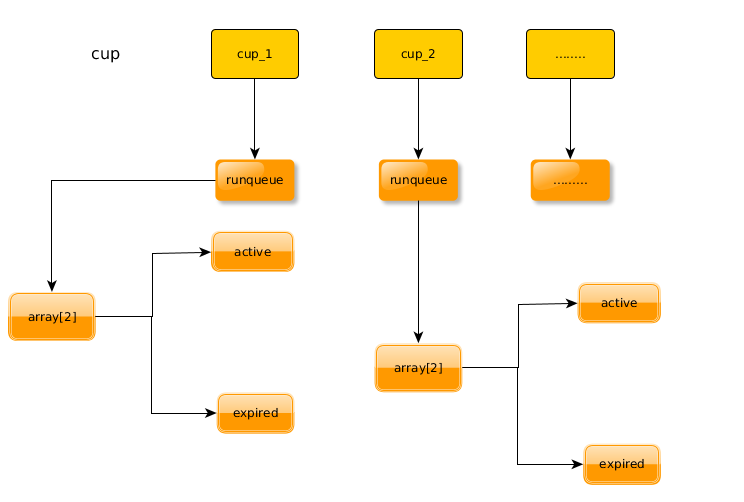 cup
cup_1
cup_2
........
runqueue
runqueue
.........
active
array[2]
active
array[2]
expired
expired